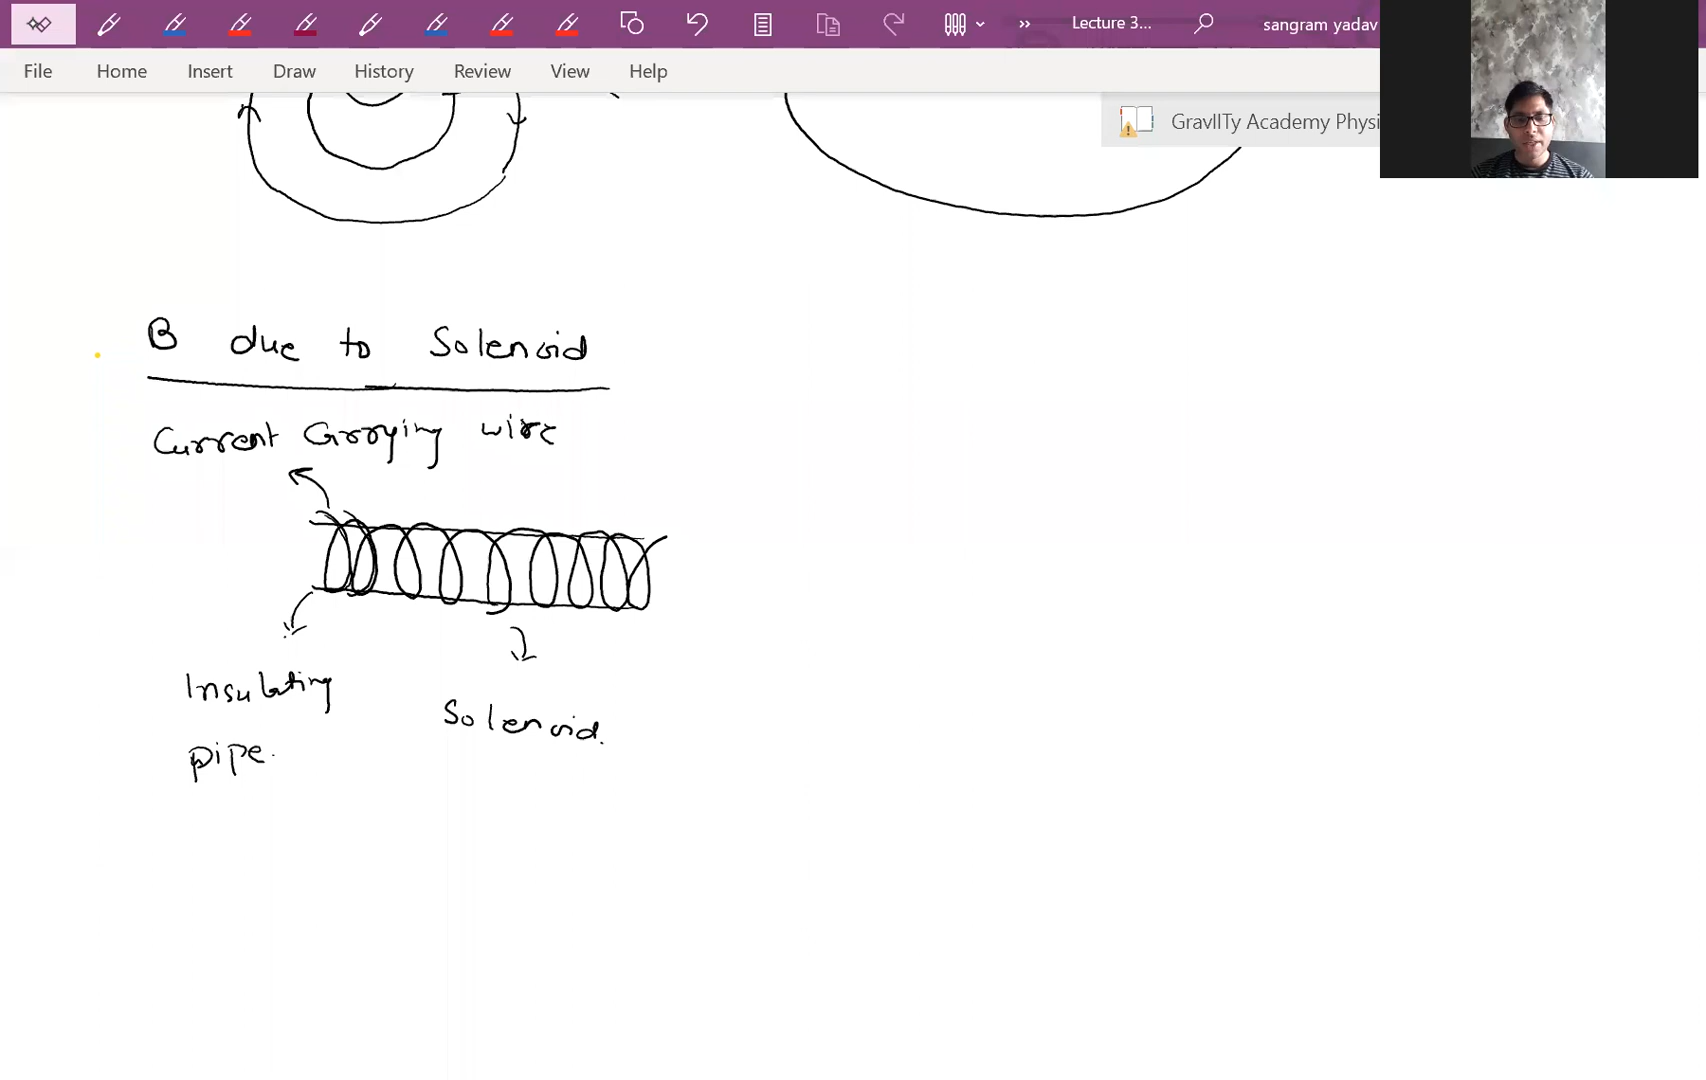 Lecture 3...
sangram yadav
File Home Insert Draw History Review View Help
GravIITy Academy Physi
B due to Solenoid
Current Carrying wire
Insulating
pipe.
Solenoid.